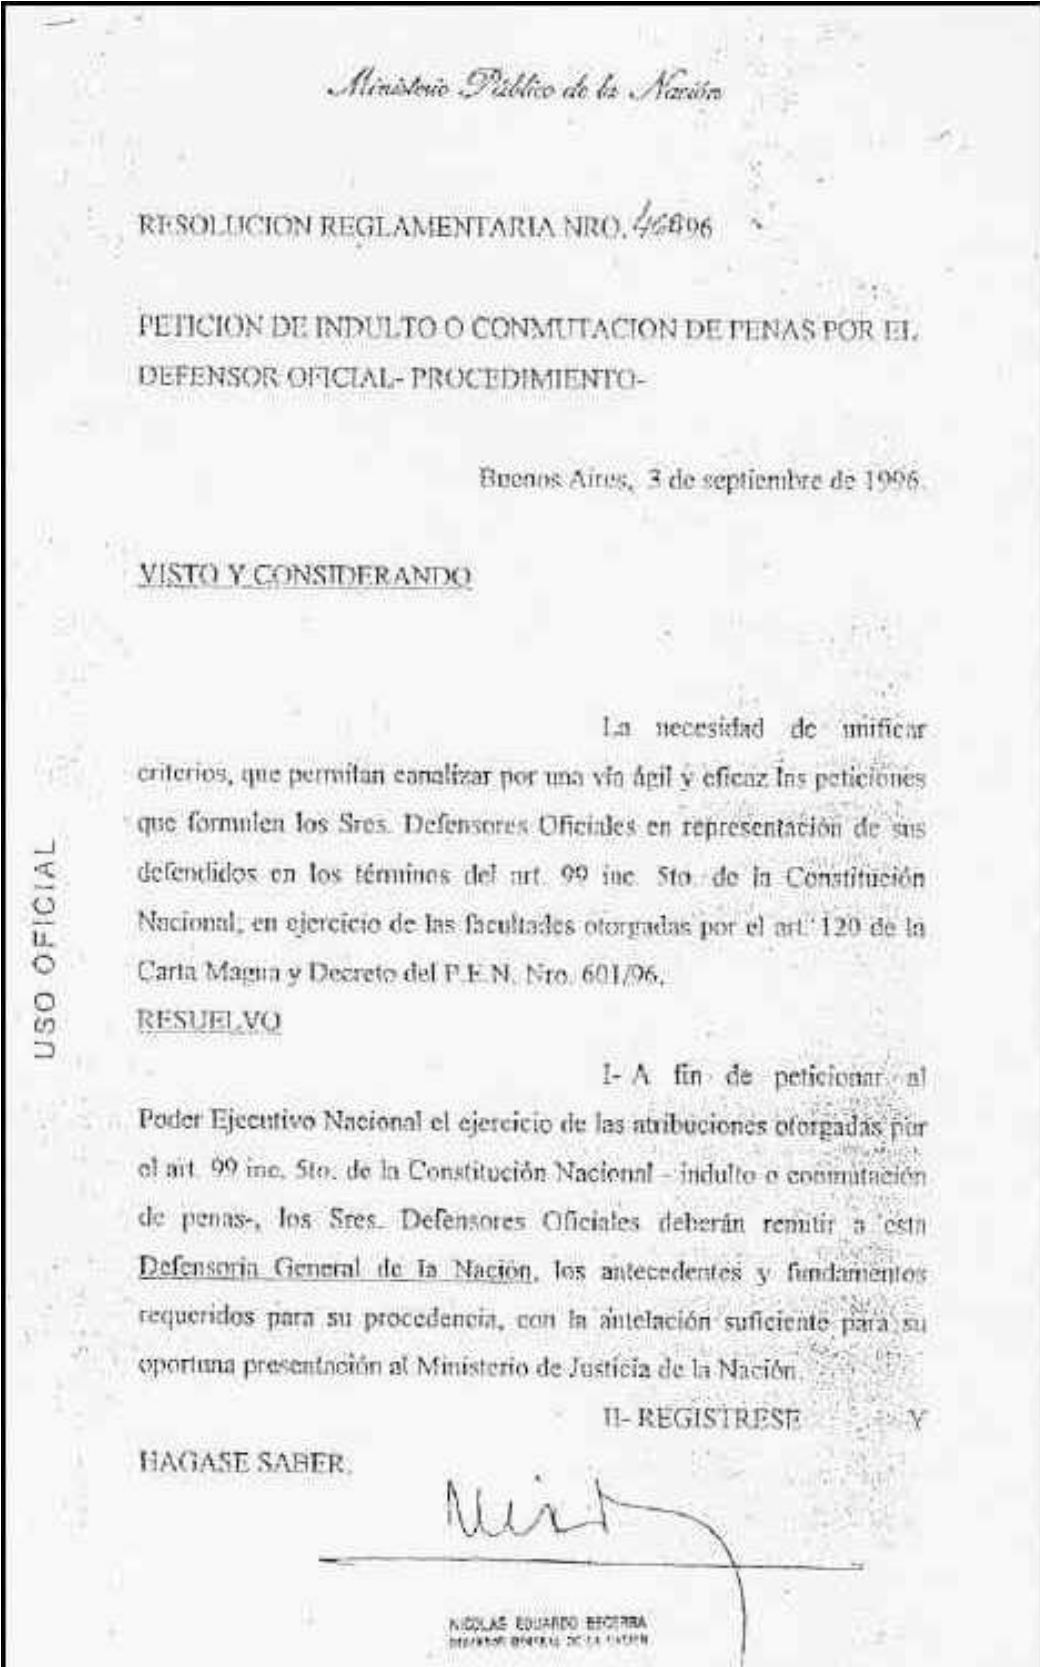 Ministerio Público de la Nación
RESOLUCION REGLAMENTARIA NRO. 96
PETICION DE INDULTO O CONMUTACION DE PENAS POR EL
DEFENSOR OFICIAL- PROCEDIMIENTO-
Buenos Aires, 3 de septiembre de 1996.
VISTO Y CONSIDERANDO
La necesidad de unificar
criterios, que permitan canalizar por una vía ágil y eficaz las peticiones
que formulen los Sres. Defensores Oficiales en representación de sus
defendidos en los términos del art. 99 inc. 5to. de la Constitución
Nacional, en ejercicio de las facultades otorgadas por el art. 120 de la
Carta Magna y Decreto del P.E.N. Nro. 601/96,
RESUELVO
I- A fin de peticionar al
Poder Ejecutivo Nacional el ejercicio de las atribuciones otorgadas por
el art. 99 inc. 5to. de la Constitución Nacional - indulto o conmutación
de penas-, los Sres. Defensores Oficiales deberán remitir a esta
Defensoría General de la Nación, los antecedentes y fundamentos
requeridos para su procedencia, con la antelación suficiente para su
oportuna presentación al Ministerio de Justicia de la Nación.
II- REGISTRESE Y
HAGASE SABER.
NICOLAS EDUARDO BECERRA
DEFENSOR GENERAL DE LA NACION
USO OFICIAL